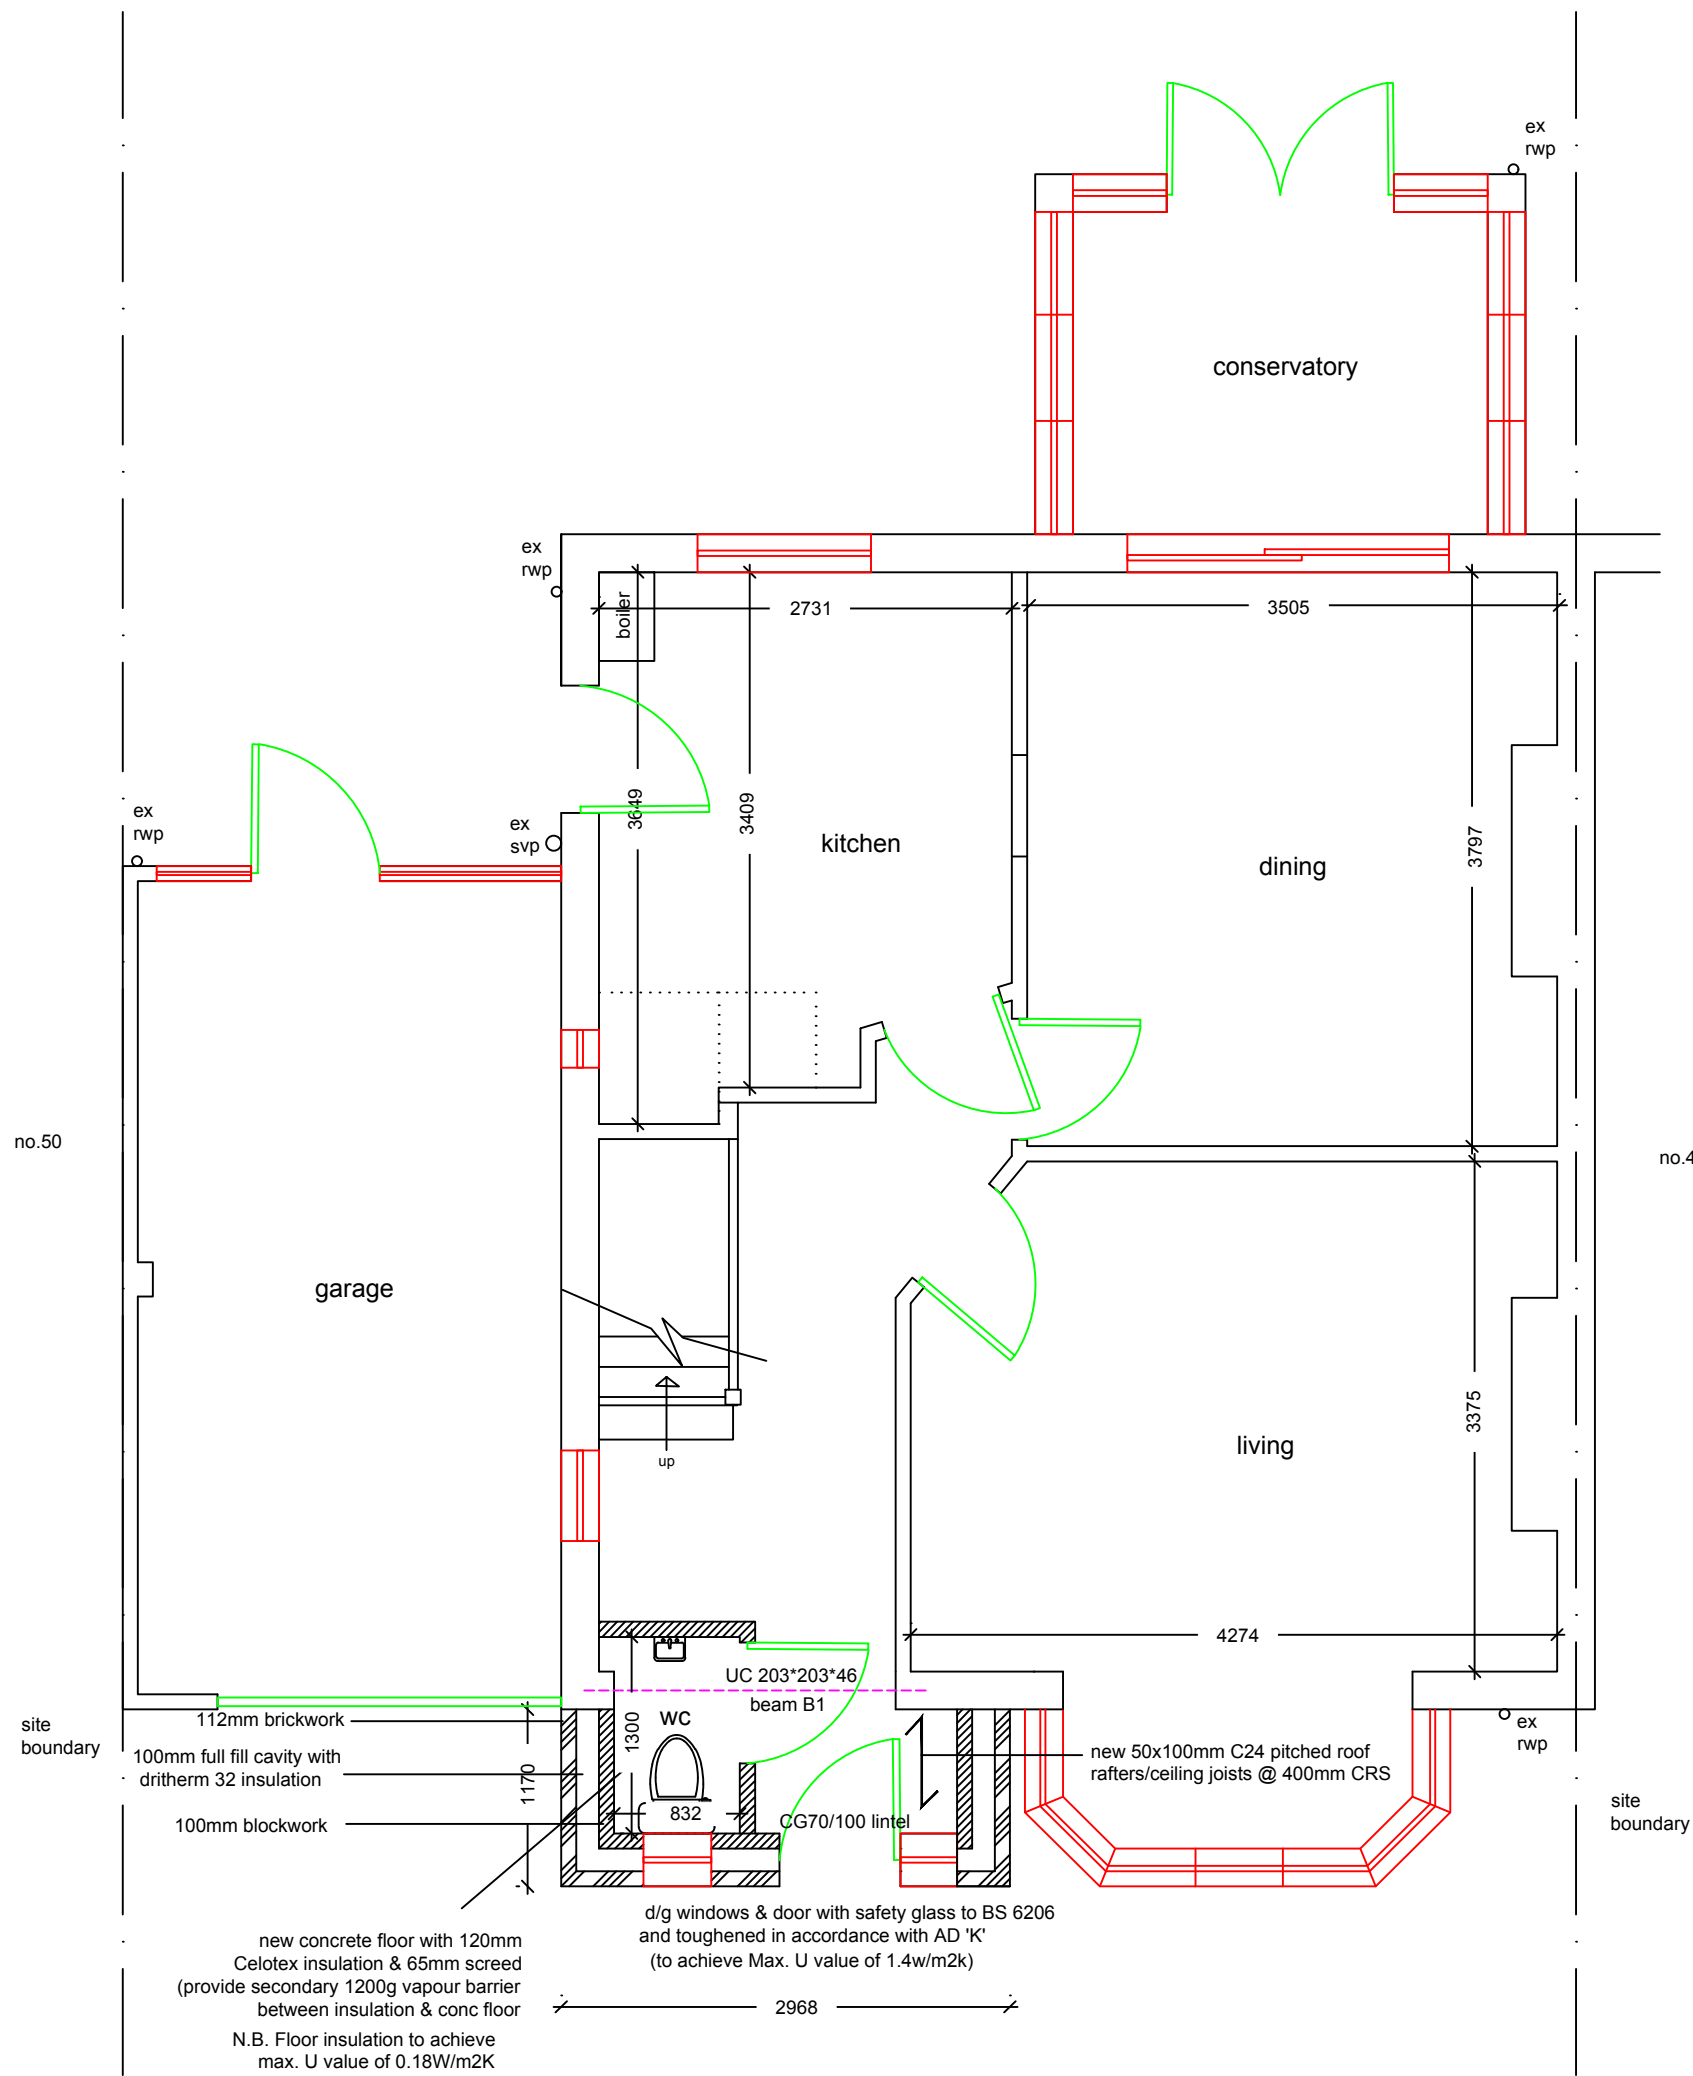 ex
rwp
conservatory
ex
rwp
boiler
2731
3505
ex
rwp
ex
svp
3649
3409
kitchen
3797
dining
no.50
no.4
garage
3375
living
up
4274
UC 203*203*46
beam B1
WC
1300
site
boundary
112mm brickwork
100mm full fill cavity with
dritherm 32 insulation
1170
100mm blockwork
832
CG70/100 lintel
new 50x100mm C24 pitched roof
rafters/ceiling joists @ 400mm CRS
ex
rwp
site
boundary
d/g windows & door with safety glass to BS 6206
and toughened in accordance with AD 'K'
(to achieve Max. U value of 1.4w/m2k)
new concrete floor with 120mm
Celotex insulation & 65mm screed
(provide secondary 1200g vapour barrier
between insulation & conc floor
N.B. Floor insulation to achieve
max. U value of 0.18W/m2K
2968